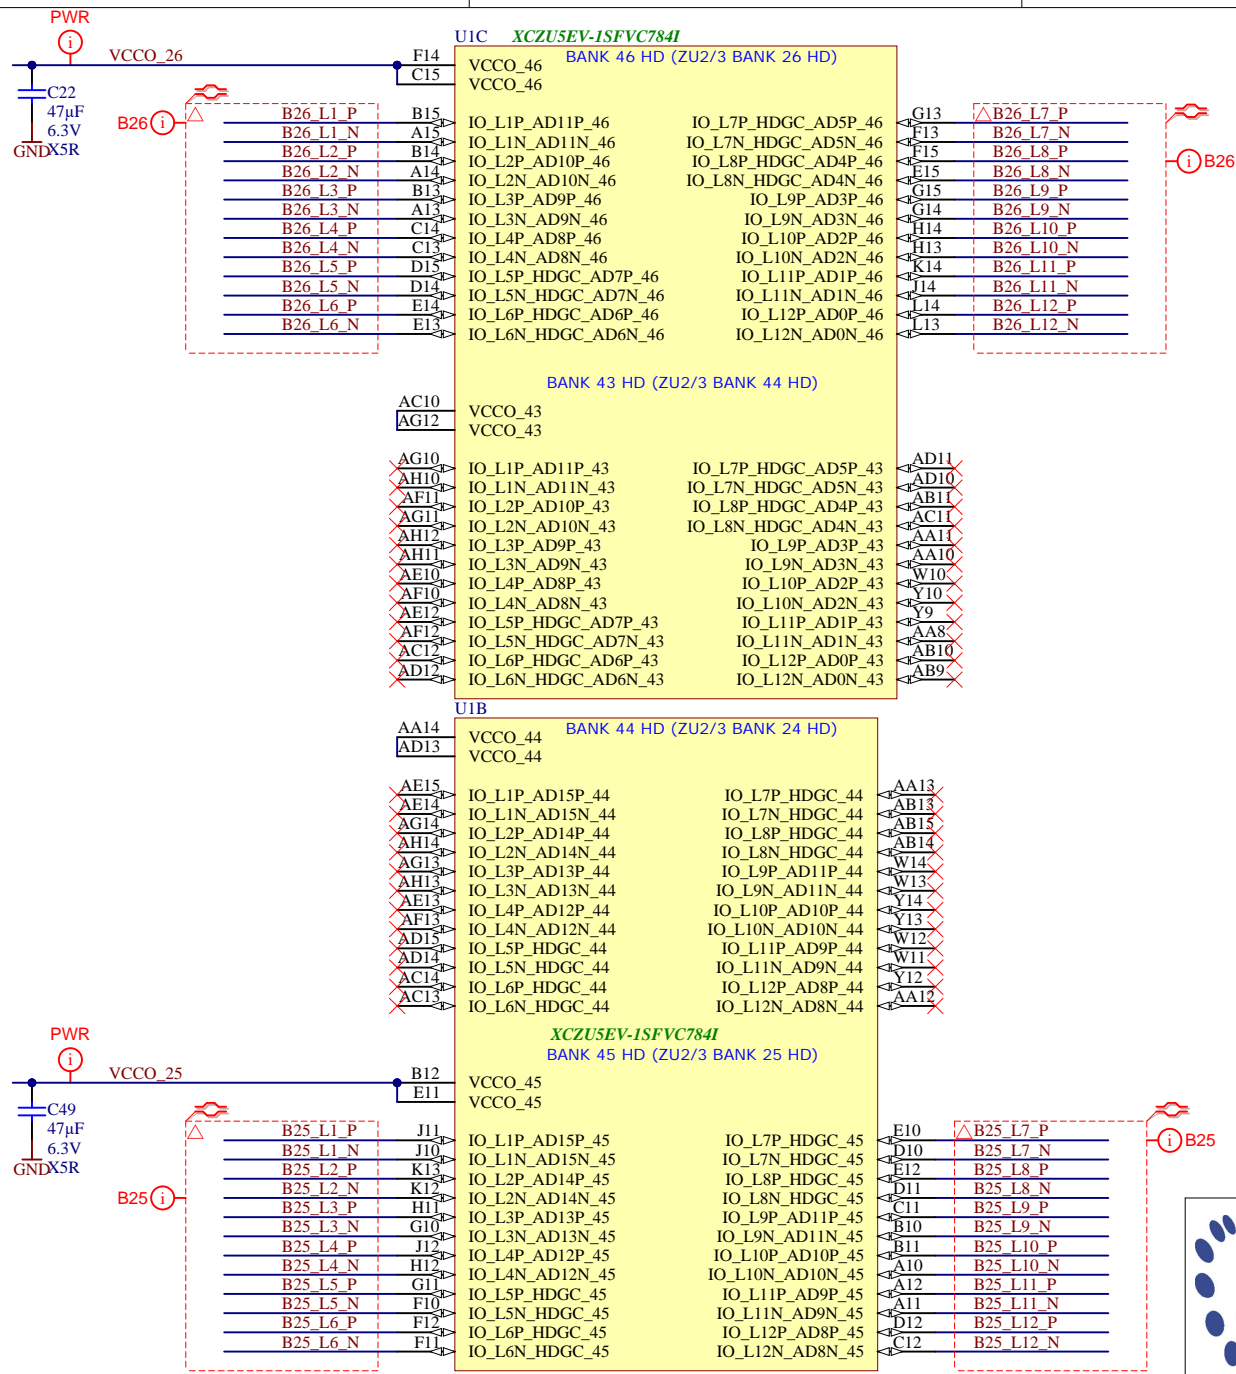 PWR
i
VCCO_26
C22
47µF
6.3V
X5R
GND
U1C XCZU5EV-1SFVC784I
BANK 46 HD (ZU2/3 BANK 26 HD)
F14 VCCO_46
C15 VCCO_46
B26 i
B26_L1_P B15 IO_L1P_AD11P_46 IO_L7P_HDGC_AD5P_46 G13 B26_L7_P
B26_L1_N A15 IO_L1N_AD11N_46 IO_L7N_HDGC_AD5N_46 F13 B26_L7_N
B26_L2_P B14 IO_L2P_AD10P_46 IO_L8P_HDGC_AD4P_46 F15 B26_L8_P
B26_L2_N A14 IO_L2N_AD10N_46 IO_L8N_HDGC_AD4N_46 E15 B26_L8_N
i B26
B26_L3_P B13 IO_L3P_AD9P_46 IO_L9P_AD3P_46 G15 B26_L9_P
B26_L3_N A13 IO_L3N_AD9N_46 IO_L9N_AD3N_46 G14 B26_L9_N
B26_L4_P C14 IO_L4P_AD8P_46 IO_L10P_AD2P_46 H14 B26_L10_P
B26_L4_N C13 IO_L4N_AD8N_46 IO_L10N_AD2N_46 H13 B26_L10_N
B26_L5_P D15 IO_L5P_HDGC_AD7P_46 IO_L11P_AD1P_46 K14 B26_L11_P
B26_L5_N D14 IO_L5N_HDGC_AD7N_46 IO_L11N_AD1N_46 J14 B26_L11_N
B26_L6_P E14 IO_L6P_HDGC_AD6P_46 IO_L12P_AD0P_46 L14 B26_L12_P
B26_L6_N E13 IO_L6N_HDGC_AD6N_46 IO_L12N_AD0N_46 L13 B26_L12_N
BANK 43 HD (ZU2/3 BANK 44 HD)
AC10 VCCO_43
AG12 VCCO_43
AG10 IO_L1P_AD11P_43 IO_L7P_HDGC_AD5P_43 AD11
AH10 IO_L1N_AD11N_43 IO_L7N_HDGC_AD5N_43 AD10
AF11 IO_L2P_AD10P_43 IO_L8P_HDGC_AD4P_43 AB11
AG11 IO_L2N_AD10N_43 IO_L8N_HDGC_AD4N_43 AC11
AH12 IO_L3P_AD9P_43 IO_L9P_AD3P_43 AA11
AH11 IO_L3N_AD9N_43 IO_L9N_AD3N_43 AA10
AE10 IO_L4P_AD8P_43 IO_L10P_AD2P_43 W10
AF10 IO_L4N_AD8N_43 IO_L10N_AD2N_43 Y10
AE12 IO_L5P_HDGC_AD7P_43 IO_L11P_AD1P_43 Y9
AF12 IO_L5N_HDGC_AD7N_43 IO_L11N_AD1N_43 AA8
AC12 IO_L6P_HDGC_AD6P_43 IO_L12P_AD0P_43 AB10
AD12 IO_L6N_HDGC_AD6N_43 IO_L12N_AD0N_43 AB9
U1B
BANK 44 HD (ZU2/3 BANK 24 HD)
AA14 VCCO_44
AD13 VCCO_44
AE15 IO_L1P_AD15P_44 IO_L7P_HDGC_44 AA13
AE14 IO_L1N_AD15N_44 IO_L7N_HDGC_44 AB13
AG14 IO_L2P_AD14P_44 IO_L8P_HDGC_44 AB15
AH14 IO_L2N_AD14N_44 IO_L8N_HDGC_44 AB14
AG13 IO_L3P_AD13P_44 IO_L9P_AD11P_44 W14
AH13 IO_L3N_AD13N_44 IO_L9N_AD11N_44 W13
AE13 IO_L4P_AD12P_44 IO_L10P_AD10P_44 Y14
AF13 IO_L4N_AD12N_44 IO_L10N_AD10N_44 Y13
AD15 IO_L5P_HDGC_44 IO_L11P_AD9P_44 W12
AD14 IO_L5N_HDGC_44 IO_L11N_AD9N_44 W11
AC14 IO_L6P_HDGC_44 IO_L12P_AD8P_44 Y12
AC13 IO_L6N_HDGC_44 IO_L12N_AD8N_44 AA12
XCZU5EV-1SFVC784I
BANK 45 HD (ZU2/3 BANK 25 HD)
PWR
i
VCCO_25
C49
47µF
6.3V
X5R
GND
B12 VCCO_45
E11 VCCO_45
B25_L1_P J11 IO_L1P_AD15P_45 IO_L7P_HDGC_45 E10 B25_L7_P
i B25
B25_L1_N J10 IO_L1N_AD15N_45 IO_L7N_HDGC_45 D10 B25_L7_N
B25_L2_P K13 IO_L2P_AD14P_45 IO_L8P_HDGC_45 E12 B25_L8_P
B25 i
B25_L2_N K12 IO_L2N_AD14N_45 IO_L8N_HDGC_45 D11 B25_L8_N
B25_L3_P H11 IO_L3P_AD13P_45 IO_L9P_AD11P_45 C11 B25_L9_P
B25_L3_N G10 IO_L3N_AD13N_45 IO_L9N_AD11N_45 B10 B25_L9_N
B25_L4_P J12 IO_L4P_AD12P_45 IO_L10P_AD10P_45 B11 B25_L10_P
B25_L4_N H12 IO_L4N_AD12N_45 IO_L10N_AD10N_45 A10 B25_L10_N
B25_L5_P G11 IO_L5P_HDGC_45 IO_L11P_AD9P_45 A12 B25_L11_P
B25_L5_N F10 IO_L5N_HDGC_45 IO_L11N_AD9N_45 A11 B25_L11_N
B25_L6_P F12 IO_L6P_HDGC_45 IO_L12P_AD8P_45 D12 B25_L12_P
B25_L6_N F11 IO_L6N_HDGC_45 IO_L12N_AD8N_45 C12 B25_L12_N